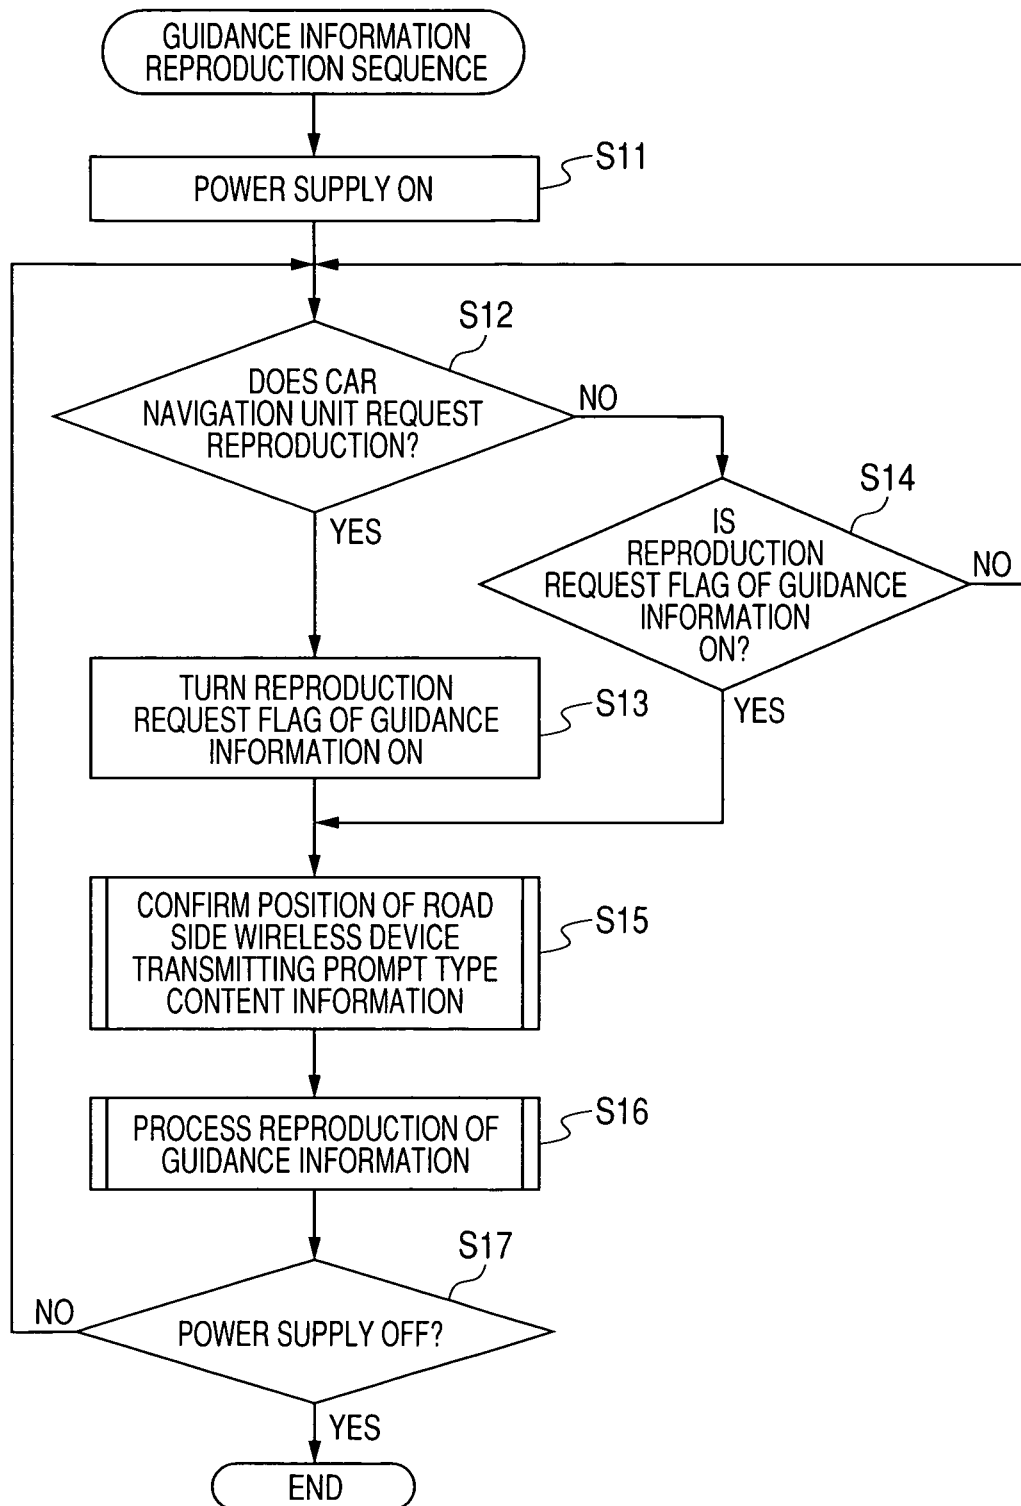 GUIDANCE INFORMATION
REPRODUCTION SEQUENCE
S11
POWER SUPPLY ON
S12
DOES CAR
NAVIGATION UNIT REQUEST
REPRODUCTION?
NO
YES
S14
IS
REPRODUCTION
REQUEST FLAG OF GUIDANCE
INFORMATION
ON?
NO
YES
TURN REPRODUCTION
REQUEST FLAG OF GUIDANCE
INFORMATION ON
S13
CONFIRM POSITION OF ROAD
SIDE WIRELESS DEVICE
TRANSMITTING PROMPT TYPE
CONTENT INFORMATION
S15
PROCESS REPRODUCTION OF
GUIDANCE INFORMATION
S16
S17
NO
POWER SUPPLY OFF?
YES
END